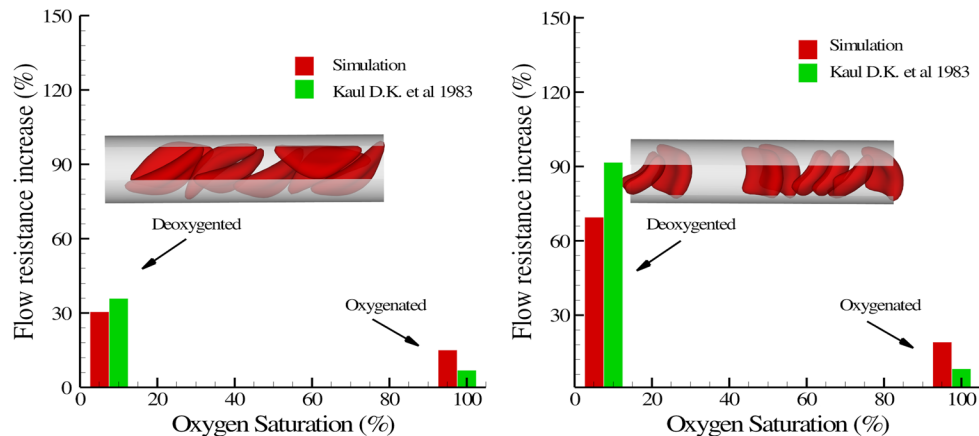 150
120
90
60
30
0
Flow resistance increase (%)
Simulation
Kaul D.K. et al 1983
Deoxygented
Oxygenated
0 20 40 60 80 100
Oxygen Saturation (%)
150
120
90
60
30
Flow resistance increase (%)
Simulation
Kaul D.K. et al 1983
Deoxygented
Oxygenated
0 20 40 60 80 100
Oxygen Saturation (%)